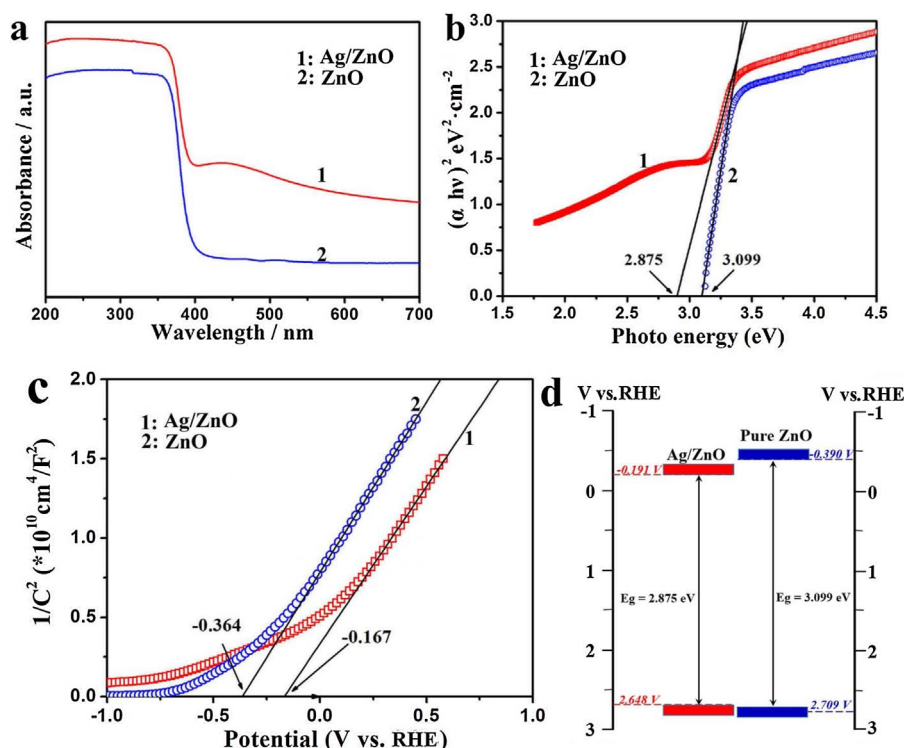 a
1: Ag/ZnO
2: ZnO
1
2
Absorbance / a.u.
200 300 400 500 600 700
Wavelength / nm
b
1: Ag/ZnO
2: ZnO
3.0
2.5
2.0
1.5
1.0
0.5
0.0
(α hν)² eV²·cm⁻²
1
2
2.875
3.099
1.5 2.0 2.5 3.0 3.5 4.0 4.5
Photo energy (eV)
c
1: Ag/ZnO
2: ZnO
2.0
1.5
1.0
0.5
0.0
1/C² (*10¹⁰cm⁴/F²)
2
1
-0.364
-0.167
-1.0 -0.5 0.0 0.5 1.0
Potential (V vs. RHE)
d
V vs.RHE
V vs.RHE
-1
0
1
2
3
-1
0
1
2
3
Ag/ZnO
Pure ZnO
-0.191 V
-0.390 V
Eg = 2.875 eV
Eg = 3.099 eV
2.648 V
2.709 V